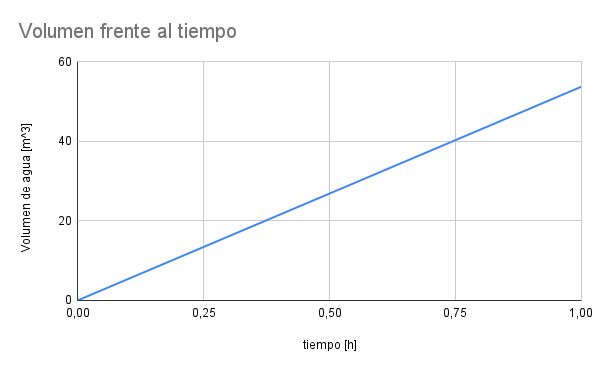 Volumen frente al tiempo
60
40
20
0
Volumen de agua [m^3]
0,00 0,25 0,50 0,75 1,00
tiempo [h]